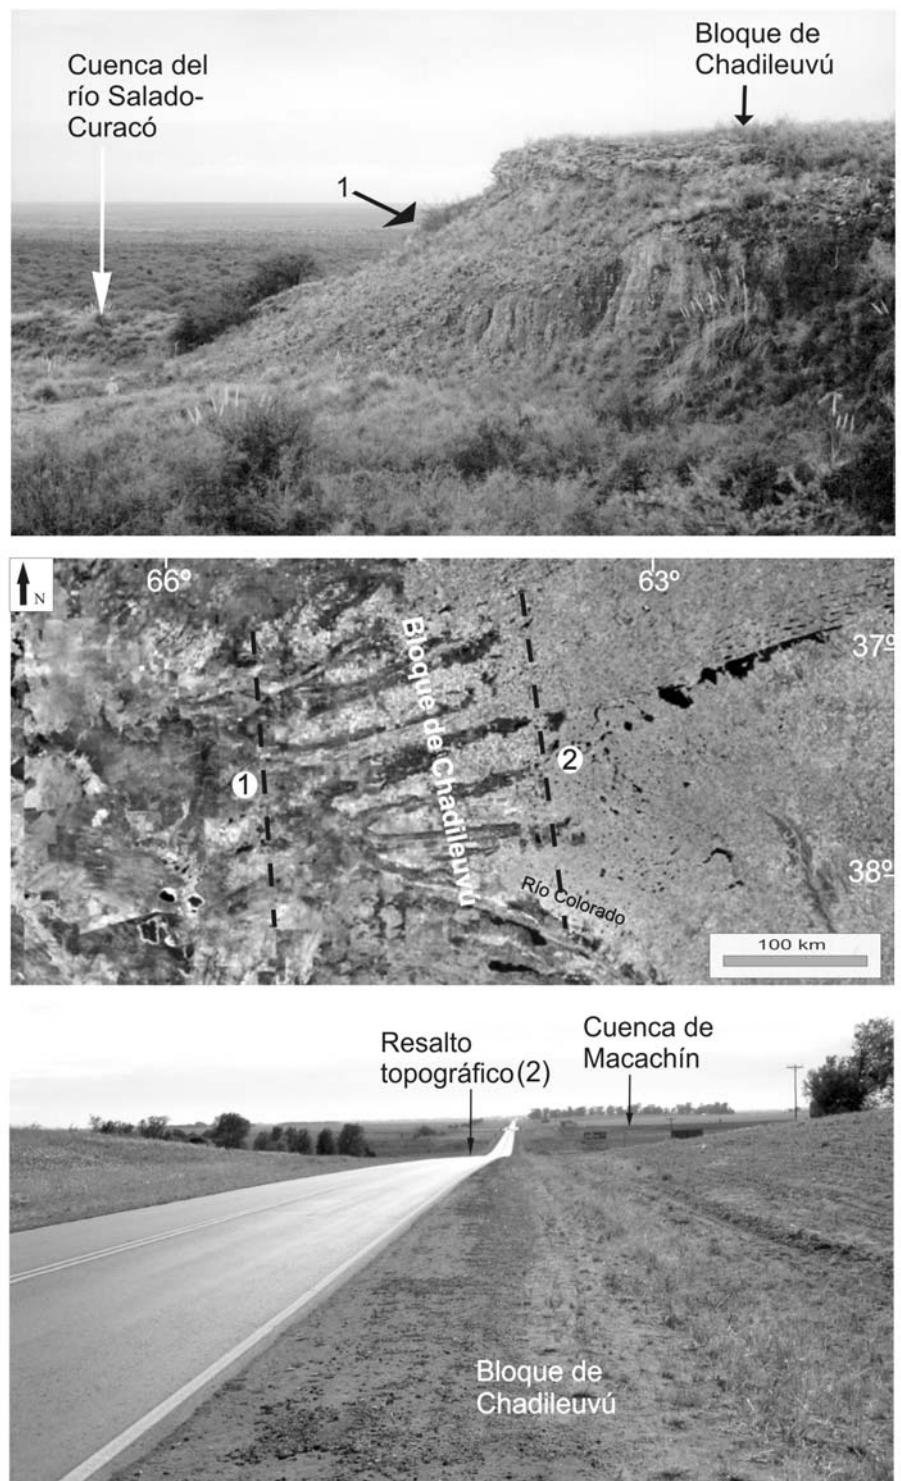 Bloque de
Chadileuvú
Cuenca del
río Salado-
Curacó
1
N
66º
63º
37º
Bloque de Chadileuvú
1
2
38º
Río Colorado
100 km
Resalto
topográfico(2)
Cuenca de
Macachín
Bloque de
Chadileuvú